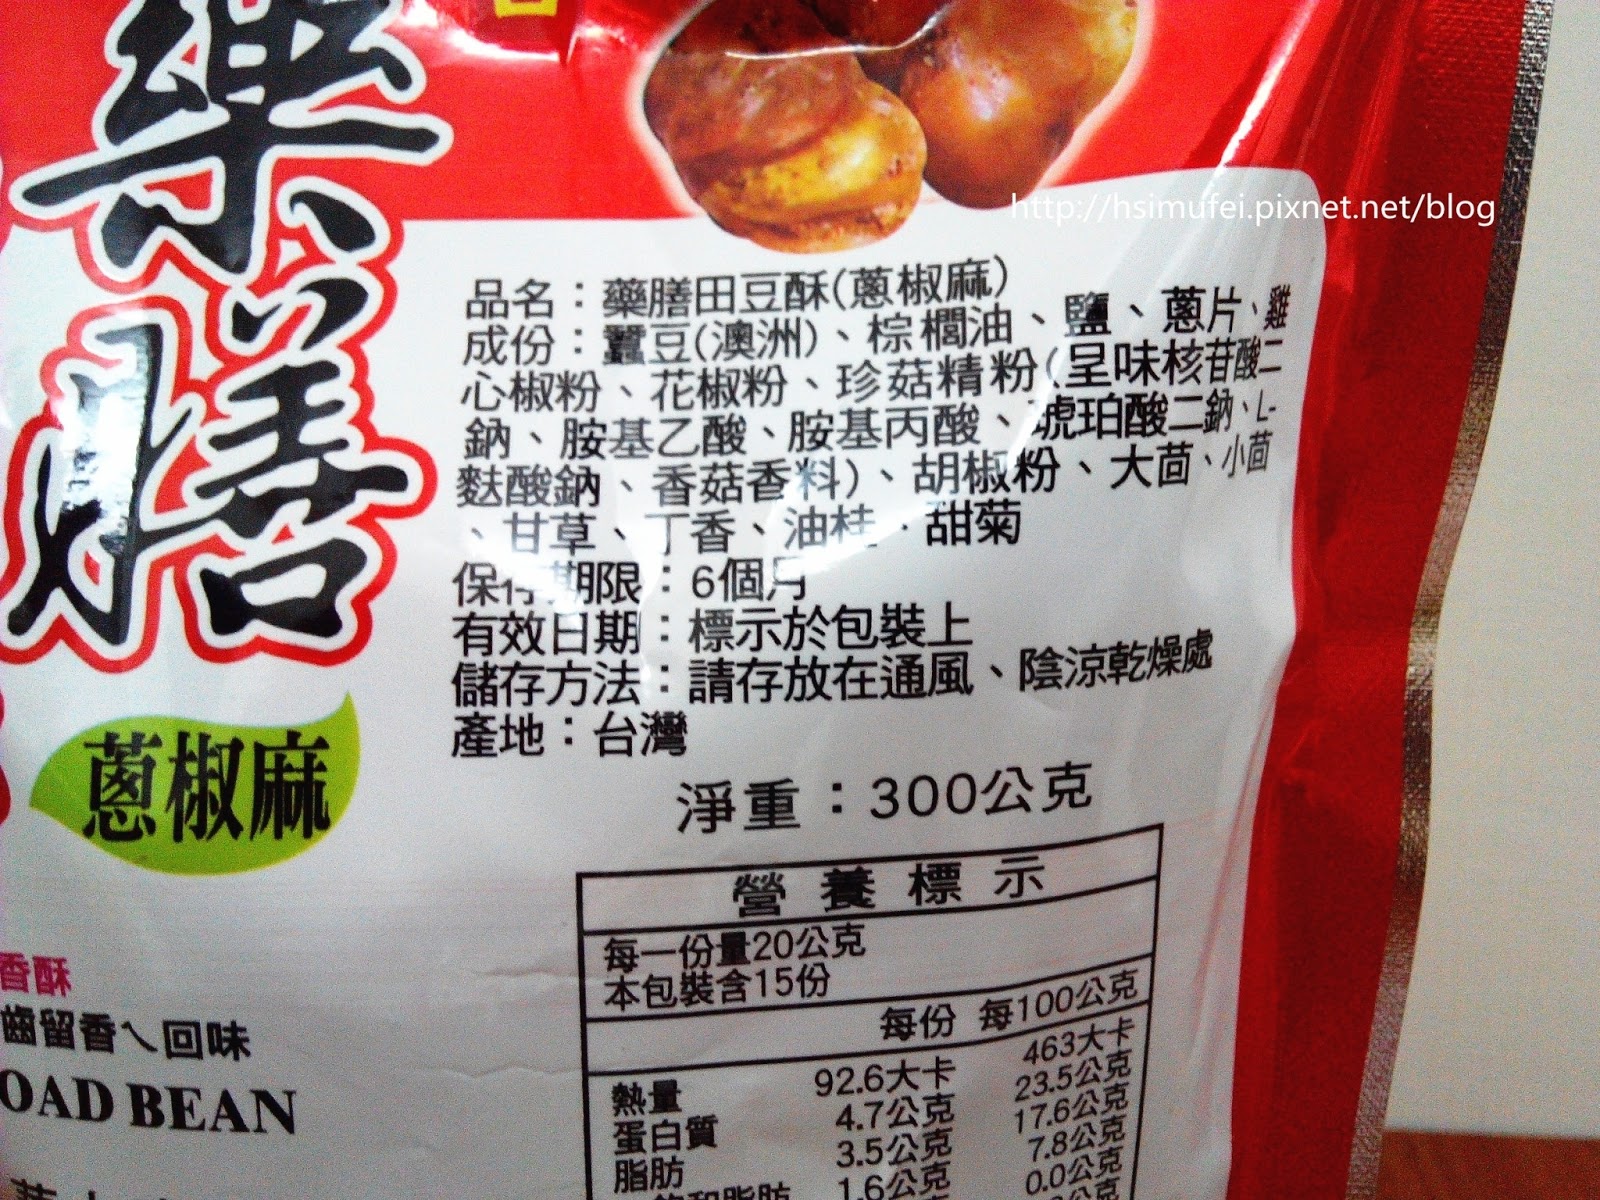 藥膳
http://hsimufei.pixnet.net/blog
品名：藥膳田豆酥(蔥椒麻)
成份：蠶豆(澳洲)、棕櫚油、鹽、蔥片、雞
心椒粉、花椒粉、珍菇精粉(呈味核苷酸二
鈉、胺基乙酸、胺基丙酸、琥珀酸二鈉、L-
麩酸鈉、香菇香料)、胡椒粉、大茴、小茴
、甘草、丁香、油桂、甜菊
保存期限：6個月
有效日期：標示於包裝上
儲存方法：請存放在通風、陰涼乾燥處
產地：台灣
蔥椒麻
淨重：300公克
營養標示
每一份量20公克
本包裝含15份
每份 每100公克
熱量 92.6大卡 463大卡
蛋白質 4.7公克 23.5公克
脂肪 3.5公克 17.6公克
飽和脂肪 1.6公克 7.8公克
0.0公克
香酥
齒留香ㄟ回味
OAD BEAN